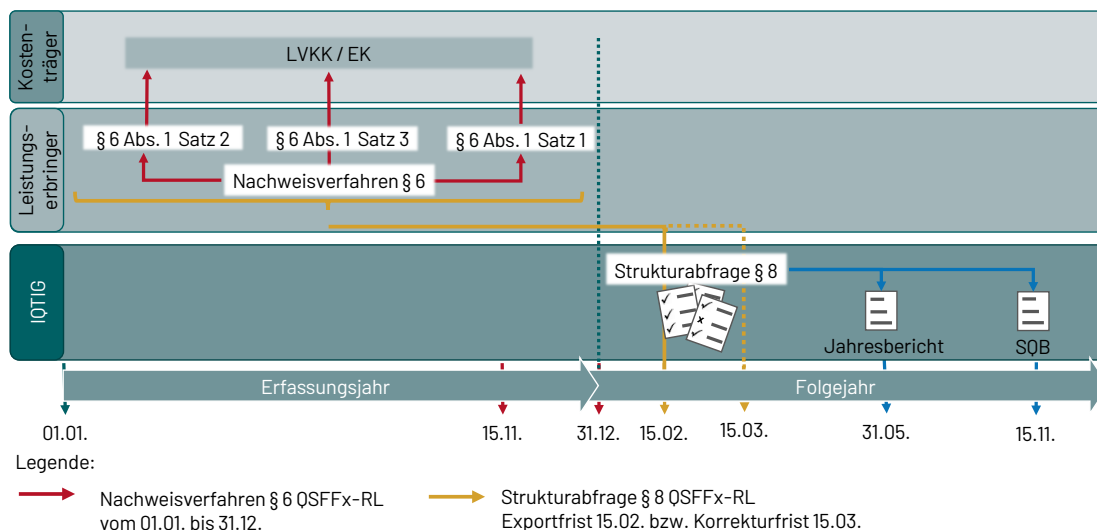 Kosten-
träger
LVKK / EK
Leistungs-
erbringer
§ 6 Abs. 1 Satz 2
§ 6 Abs. 1 Satz 3
§ 6 Abs. 1 Satz 1
Nachweisverfahren § 6
IQTIG
Strukturabfrage § 8
Jahresbericht
SQB
Erfassungsjahr
Folgejahr
01.01.
15.11.
31.12.
15.02.
15.03.
31.05.
15.11.
Legende:
Nachweisverfahren § 6 QSFFx-RL
vom 01.01. bis 31.12.
Strukturabfrage § 8 QSFFx-RL
Exportfrist 15.02. bzw. Korrekturfrist 15.03.